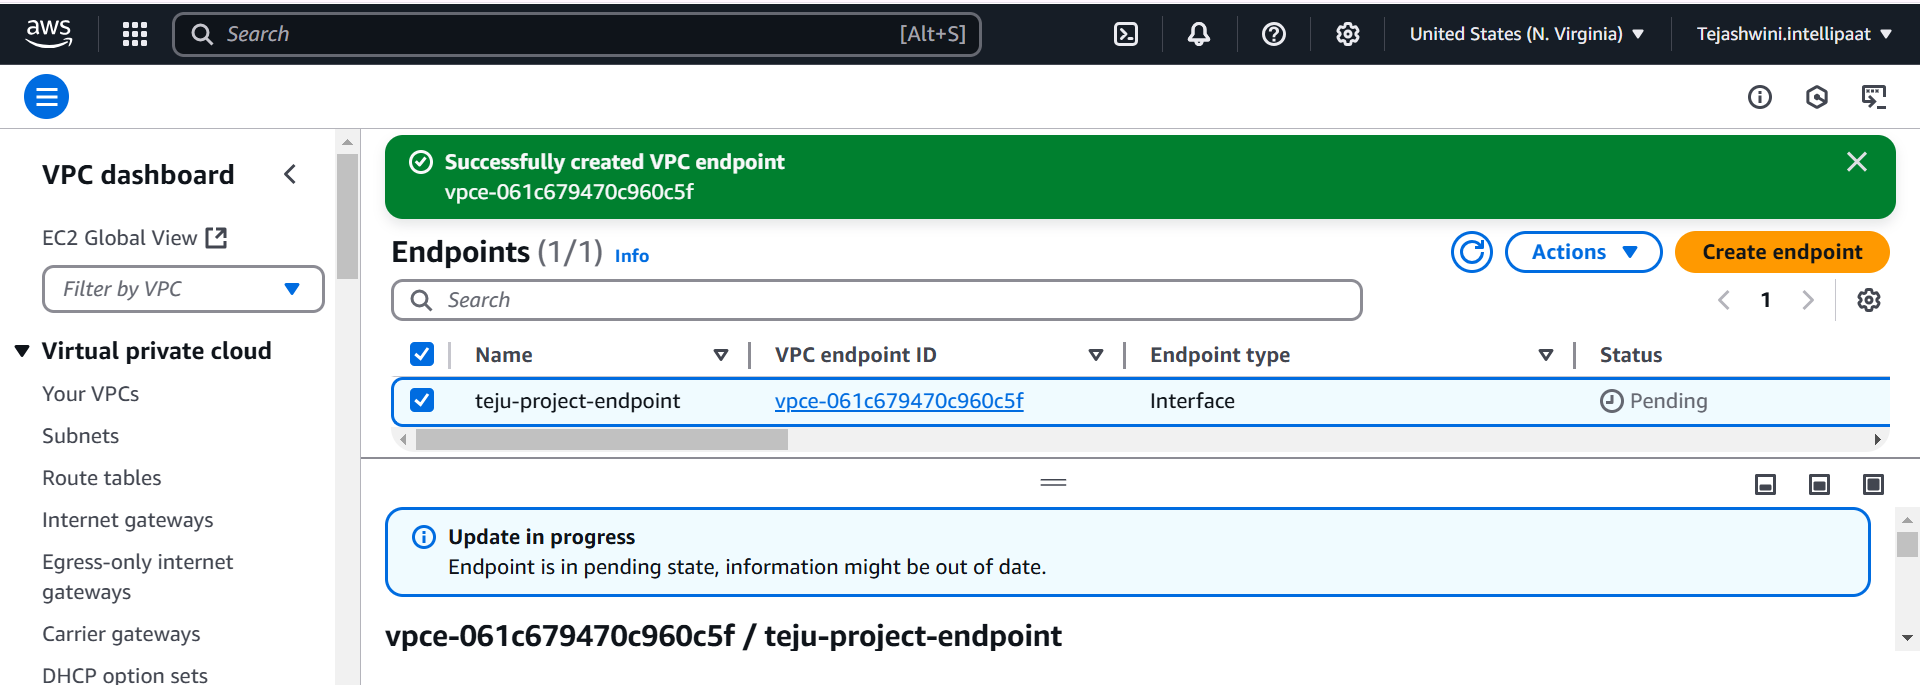 aws
Search [Alt+S]
United States (N. Virginia)
Tejashwini.intellipaat
VPC dashboard
EC2 Global View
Filter by VPC
Virtual private cloud
Your VPCs
Subnets
Route tables
Internet gateways
Egress-only internet
gateways
Carrier gateways
DHCP option sets
Successfully created VPC endpoint
vpce-061c679470c960c5f
Endpoints (1/1) Info
Actions
Create endpoint
Search
1
Name VPC endpoint ID Endpoint type Status
teju-project-endpoint vpce-061c679470c960c5f Interface Pending
Update in progress
Endpoint is in pending state, information might be out of date.
vpce-061c679470c960c5f / teju-project-endpoint